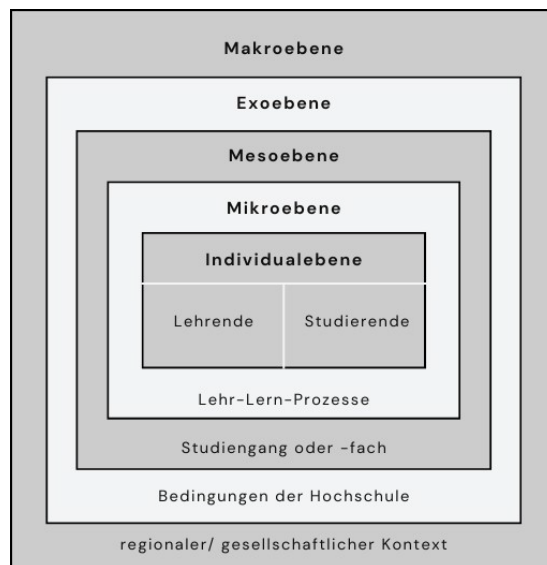 Makroebene
Exoebene
Mesoebene
Mikroebene
Individualebene
Lehrende
Studierende
Lehr-Lern-Prozesse
Studiengang oder -fach
Bedingungen der Hochschule
regionaler/ gesellschaftlicher Kontext